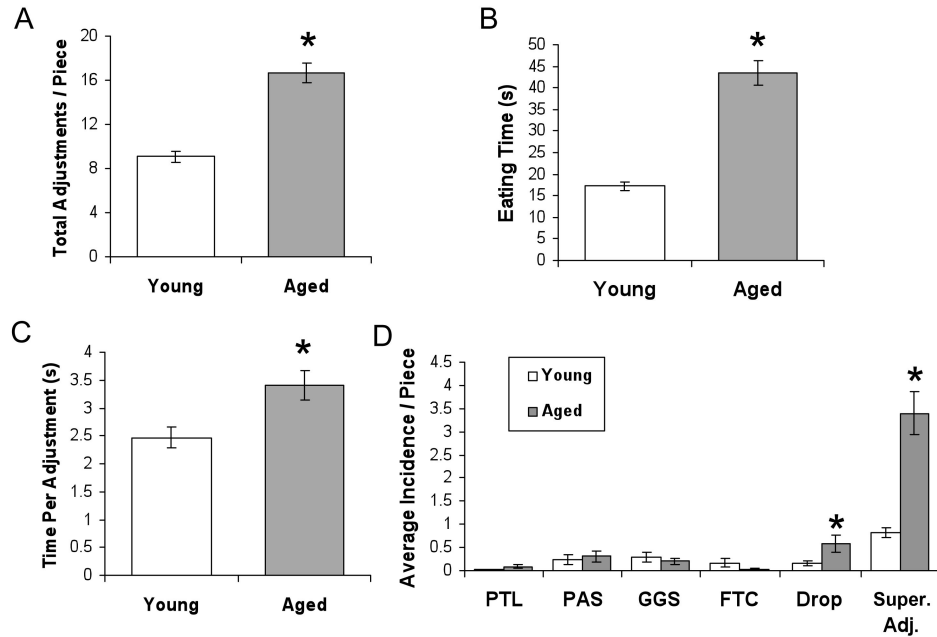 A
Total Adjustments / Piece
20
16
12
8
4
0
*
Young
Aged
B
Eating Time (s)
50
45
40
35
30
25
20
15
10
5
0
*
Young
Aged
C
Time Per Adjustment (s)
4
3.5
3
2.5
2
1.5
1
0.5
0
*
Young
Aged
D
Average Incidence / Piece
4.5
4
3.5
3
2.5
2
1.5
1
0.5
0
Young
Aged
*
*
PTL
PAS
GGS
FTC
Drop
Super.
Adj.